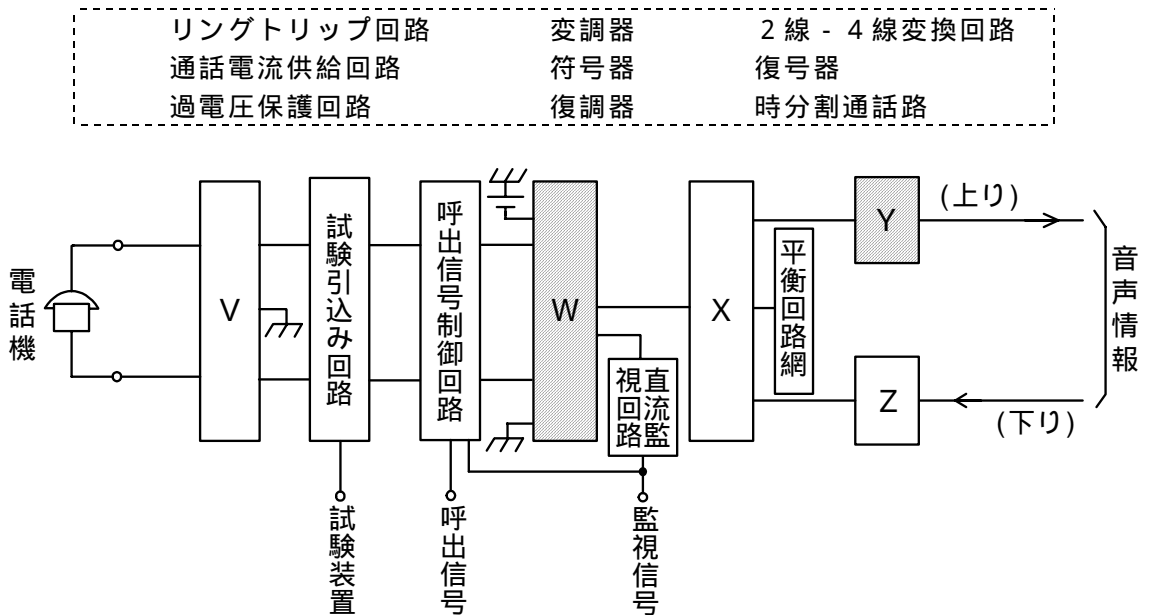 リングトリップ回路 変調器 2線-4線変換回路
通話電流供給回路 符号器 復号器
過電圧保護回路 復調器 時分割通話路
電話機
V
試験引込み回路
呼出信号制御回路
W
直流監視回路
X
平衡回路網
Y
(上り)
Z
(下り)
音声情報
試験装置
呼出信号
監視信号